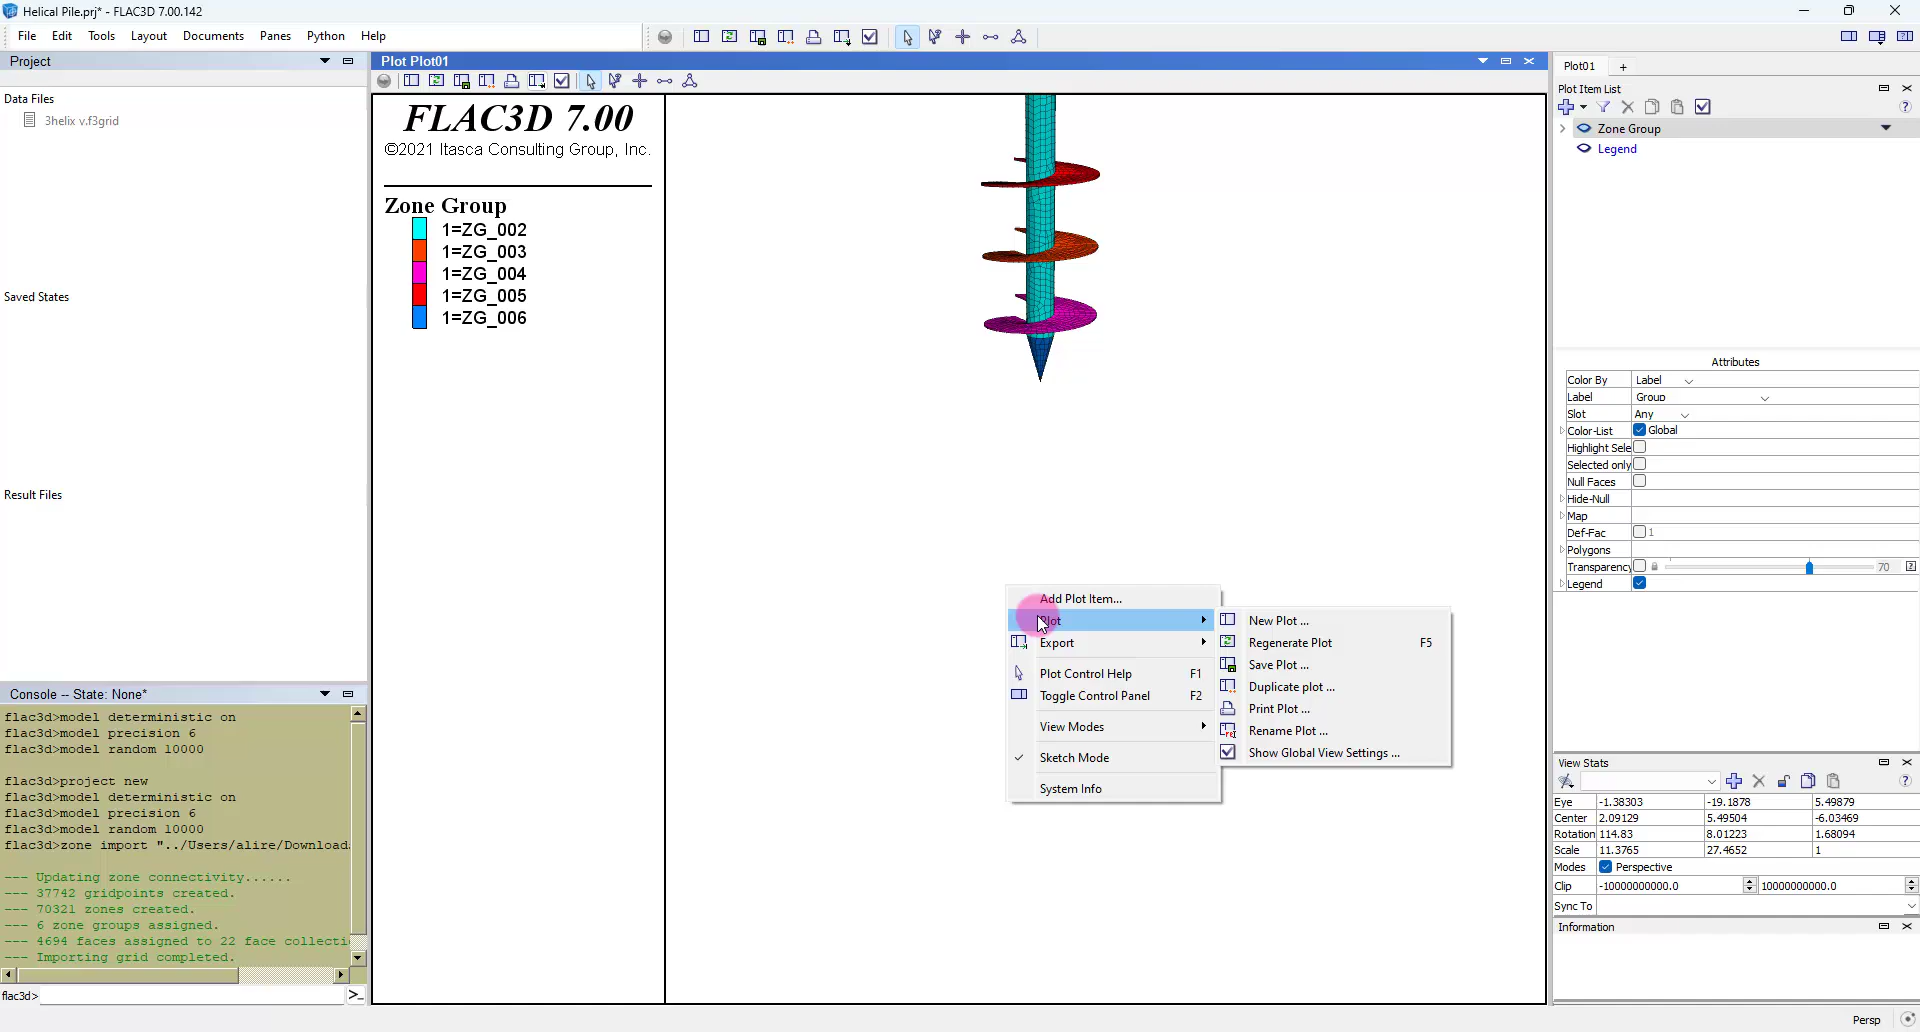 Helical Pile.prj* - FLAC3D 7.00.142
File Edit Tools Layout Documents Panes Python Help
Project
Data Files
3helix v.f3grid
Saved States
Result Files
Console -- State: None*
flac3d>model deterministic on
flac3d>model precision 6
flac3d>model random 10000
flac3d>project new
flac3d>model deterministic on
flac3d>model precision 6
flac3d>model random 10000
flac3d>zone import "../Users/alire/Download
--- Updating zone connectivity......
--- 37742 gridpoints created.
--- 70321 zones created.
--- 6 zone groups assigned.
--- 4694 faces assigned to 22 face collecti
--- Importing grid completed.
flac3d>
Plot Plot01
FLAC3D 7.00
©2021 Itasca Consulting Group, Inc.
Zone Group
1=ZG_002
1=ZG_003
1=ZG_004
1=ZG_005
1=ZG_006
Add Plot Item...
Export
Plot Control Help F1
Toggle Control Panel F2
View Modes
Sketch Mode
System Info
New Plot ...
Regenerate Plot F5
Save Plot ...
Duplicate plot ...
Print Plot ...
Rename Plot ...
Show Global View Settings ...
Plot01 +
Plot Item List
Zone Group
Legend
Attributes
Color By Label
Label Group
Slot Any
Color-List Global
Highlight Sele
Selected only
Null Faces
Hide-Null
Map
Def-Fac 1
Polygons
Transparency 70
Legend
View Stats
Eye -1.38303 -19.1878 5.49879
Center 2.09129 5.49504 -6.03469
Rotation 114.83 8.01223 1.68094
Scale 11.3765 27.4652 1
Modes Perspective
Clip -10000000000.0 10000000000.0
Sync To
Information
Persp